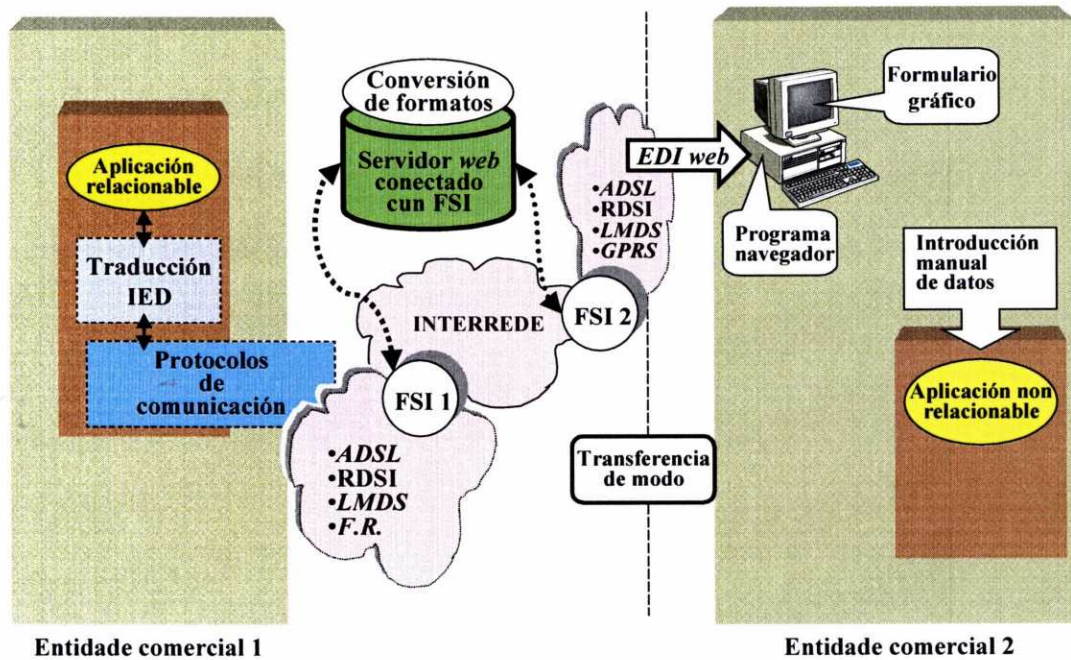 Aplicación
relacionable
Traducción
IED
Protocolos
de
comunicación
Conversión
de formatos
Servidor web
conectado
cun FSI
INTERREDE
FSI 1
•ADSL
•RDSI
•LMDS
•F.R.
FSI 2
•ADSL
•RDSI
•LMDS
•GPRS
EDI web
Transferencia
de modo
Formulario
gráfico
Programa
navegador
Introducción
manual
de datos
Aplicación non
relacionable
Entidade comercial 1
Entidade comercial 2